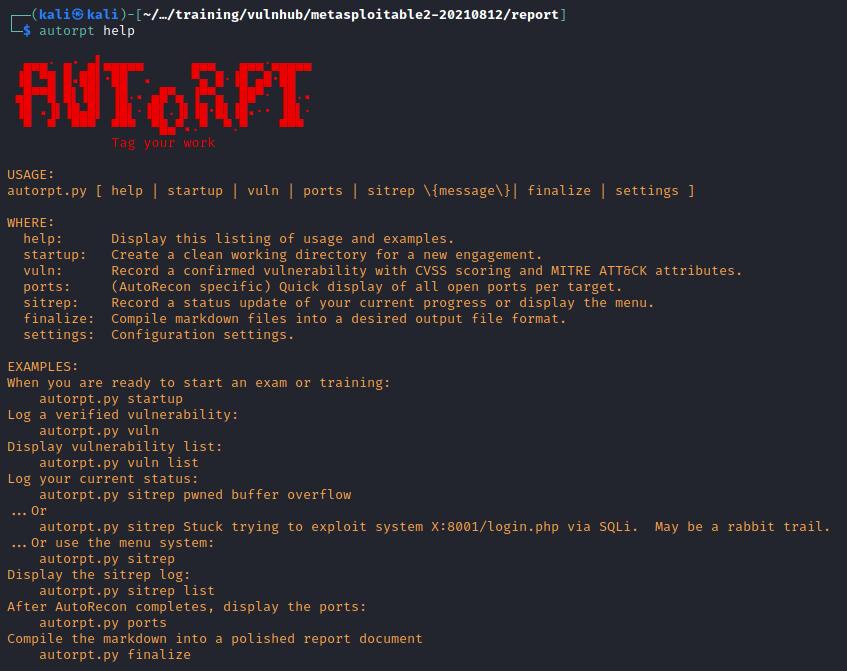 ┌──(kali㉿kali)-[~/…/training/vulnhub/metasploitable2-20210812/report]
└─$ autorpt help
Tag your work
USAGE:
autorpt.py [ help | startup | vuln | ports | sitrep \{message\}| finalize | settings ]
WHERE:
help: Display this listing of usage and examples.
startup: Create a clean working directory for a new engagement.
vuln: Record a confirmed vulnerability with CVSS scoring and MITRE ATT&CK attributes.
ports: (AutoRecon specific) Quick display of all open ports per target.
sitrep: Record a status update of your current progress or display the menu.
finalize: Compile markdown files into a desired output file format.
settings: Configuration settings.
EXAMPLES:
When you are ready to start an exam or training:
autorpt.py startup
Log a verified vulnerability:
autorpt.py vuln
Display vulnerability list:
autorpt.py vuln list
Log your current status:
autorpt.py sitrep pwned buffer overflow
...Or
autorpt.py sitrep Stuck trying to exploit system X:8001/login.php via SQLi.  May be a rabbit trail.
...Or use the menu system:
autorpt.py sitrep
Display the sitrep log:
autorpt.py sitrep list
After AutoRecon completes, display the ports:
autorpt.py ports
Compile the markdown into a polished report document
autorpt.py finalize